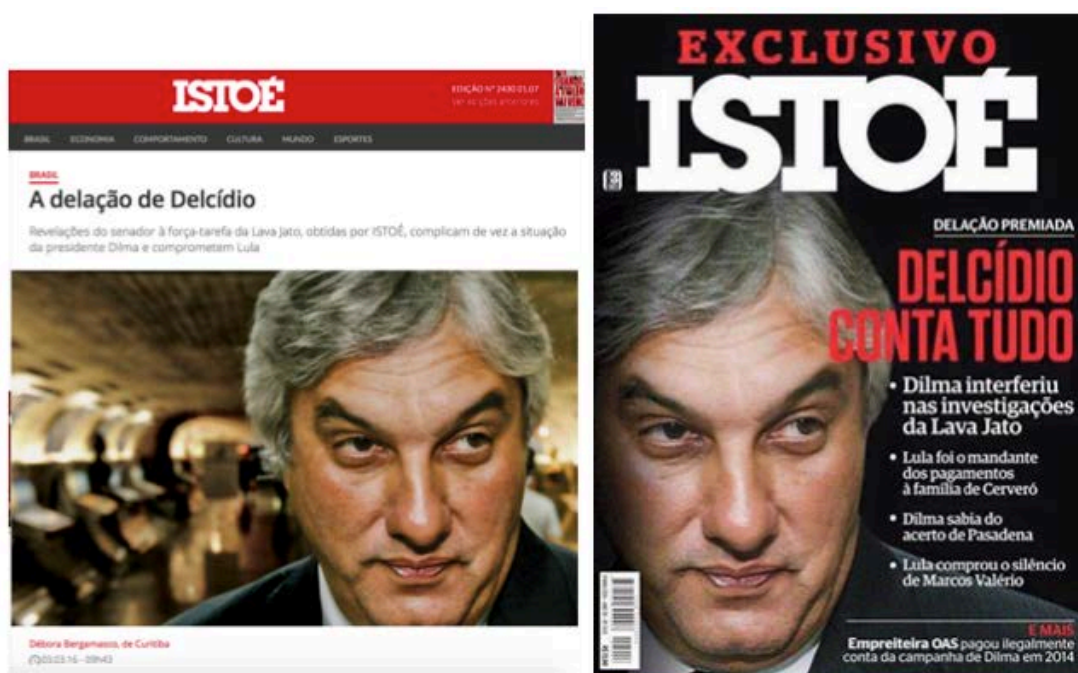 ISTOÉ
EDIÇÃO Nº 2430 01.07
ver edições anteriores
BRASIL ECONOMIA COMPORTAMENTO CULTURA MUNDO ESPORTES
BRASIL
A delação de Delcídio
Revelações do senador à força-tarefa da Lava Jato, obtidas por ISTOÉ, complicam de vez a situação
da presidente Dilma e comprometem Lula
Débora Bergamasco, de Curitiba
03.03.16 - 09h43
EXCLUSIVO
ISTOÉ
DELAÇÃO PREMIADA
DELCÍDIO
CONTA TUDO
• Dilma interferiu
nas investigações
da Lava Jato
• Lula foi o mandante
dos pagamentos
à família de Cerveró
• Dilma sabia do
acerto de Pasadena
• Lula comprou o silêncio
de Marcos Valério
E MAIS
Empreiteira OAS pagou ilegalmente
conta da campanha de Dilma em 2014